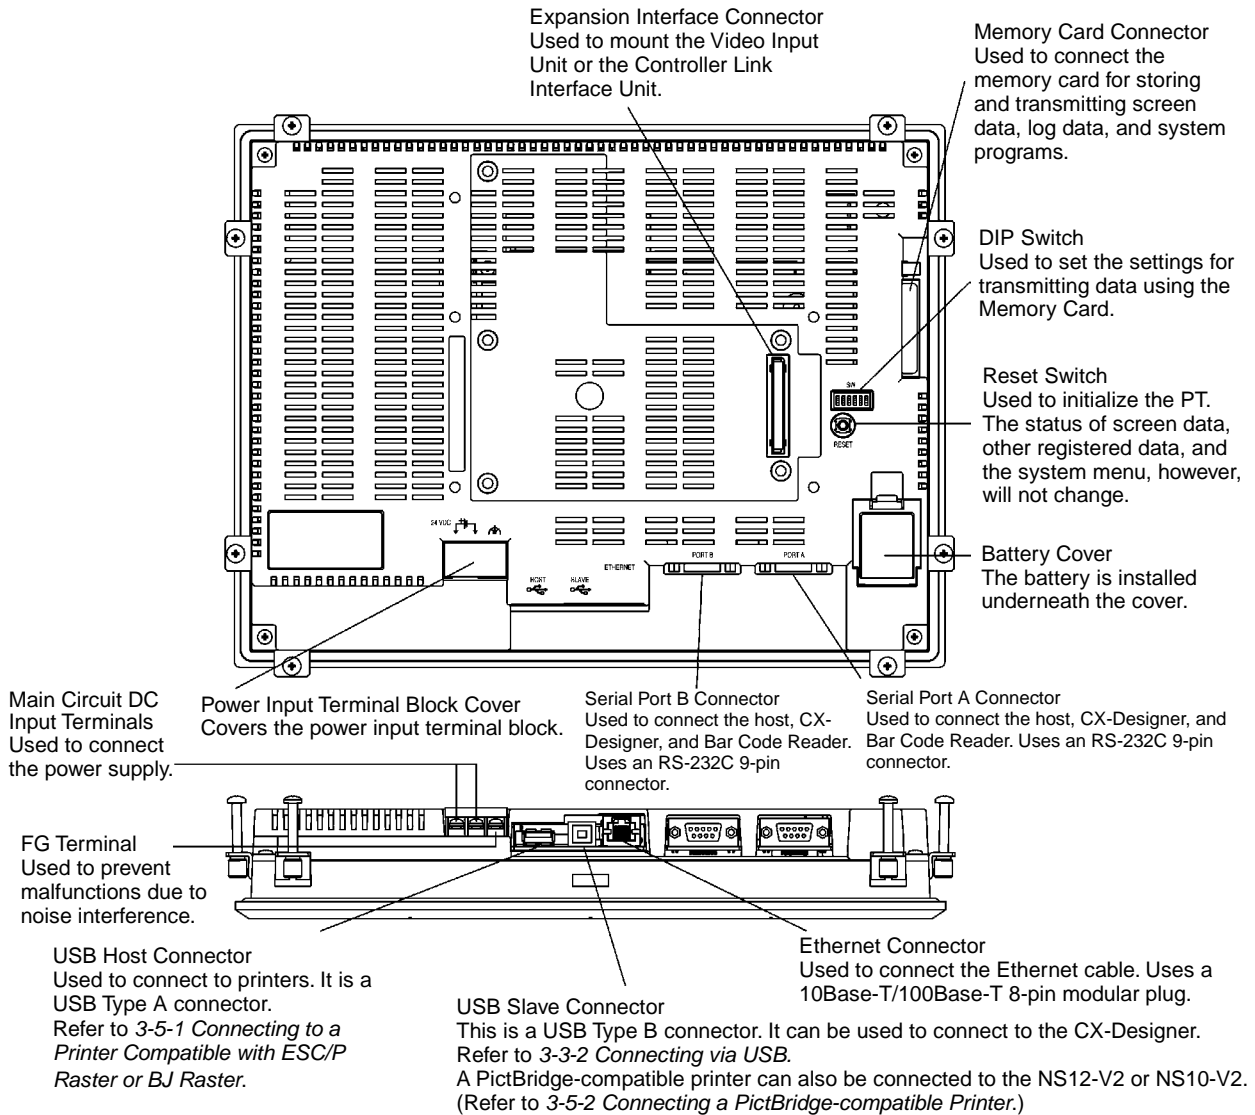 Expansion Interface Connector
Used to mount the Video Input
Unit or the Controller Link
Interface Unit.
Memory Card Connector
Used to connect the
memory card for storing
and transmitting screen
data, log data, and system
programs.
DIP Switch
Used to set the settings for
transmitting data using the
Memory Card.
SW
Reset Switch
Used to initialize the PT.
The status of screen data,
other registered data, and
the system menu, however,
will not change.
RESET
24 VDC
ETHERNET
PORT B
PORT A
HOST
SLAVE
Battery Cover
The battery is installed
underneath the cover.
Main Circuit DC
Input Terminals
Used to connect
the power supply.
Power Input Terminal Block Cover
Covers the power input terminal block.
Serial Port B Connector
Used to connect the host, CX-
Designer, and Bar Code Reader.
Uses an RS-232C 9-pin
connector.
Serial Port A Connector
Used to connect the host, CX-Designer, and
Bar Code Reader. Uses an RS-232C 9-pin
connector.
FG Terminal
Used to prevent
malfunctions due to
noise interference.
USB Host Connector
Used to connect to printers. It is a
USB Type A connector.
Refer to 3-5-1 Connecting to a
Printer Compatible with ESC/P
Raster or BJ Raster.
USB Slave Connector
This is a USB Type B connector. It can be used to connect to the CX-Designer.
Refer to 3-3-2 Connecting via USB.
A PictBridge-compatible printer can also be connected to the NS12-V2 or NS10-V2.
(Refer to 3-5-2 Connecting a PictBridge-compatible Printer.)
Ethernet Connector
Used to connect the Ethernet cable. Uses a
10Base-T/100Base-T 8-pin modular plug.